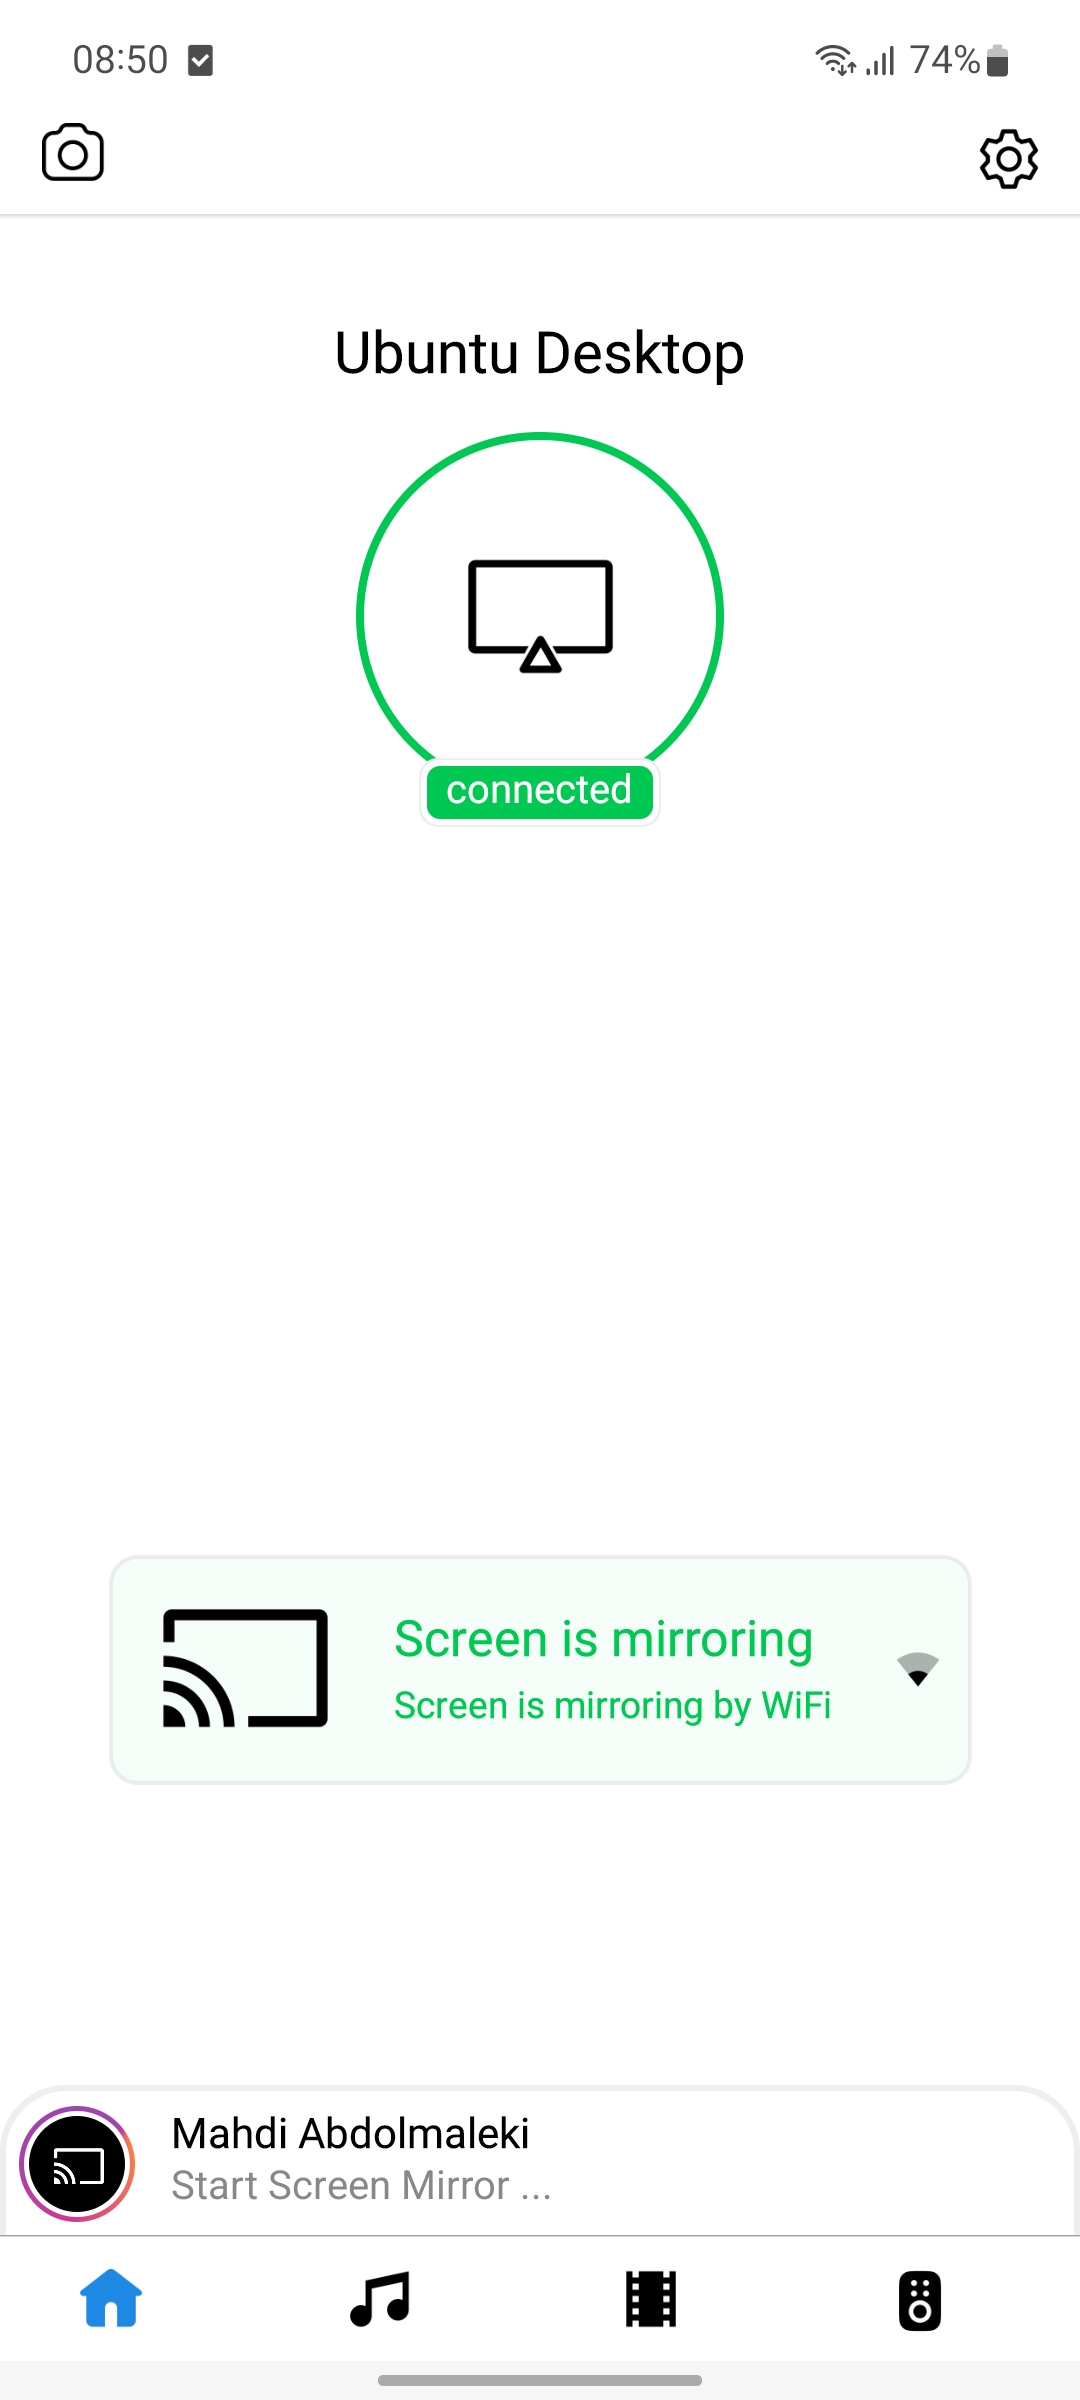 08:50
74%
Ubuntu Desktop
connected
Screen is mirroring
Screen is mirroring by WiFi
Mahdi Abdolmaleki
Start Screen Mirror ...